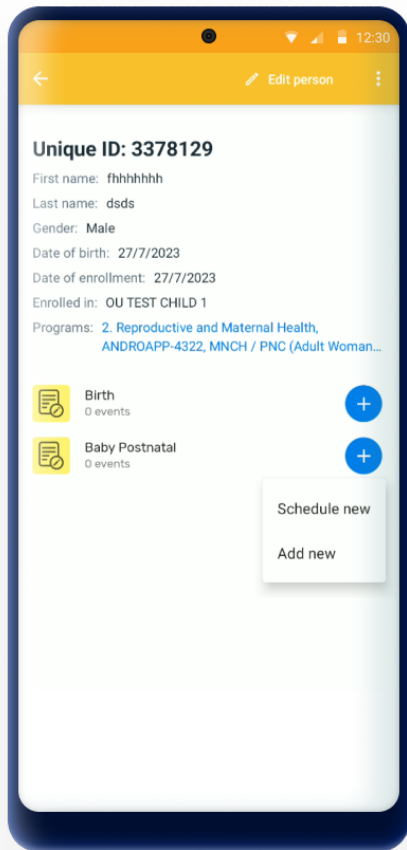 12:30
Edit person
Unique ID: 3378129
First name: fhhhhhhh
Last name: dsds
Gender: Male
Date of birth: 27/7/2023
Date of enrollment: 27/7/2023
Enrolled in: OU TEST CHILD 1
Programs: 2. Reproductive and Maternal Health,
ANDROAPP-4322, MNCH / PNC (Adult Woman...
Birth
0 events
Baby Postnatal
0 events
Schedule new
Add new